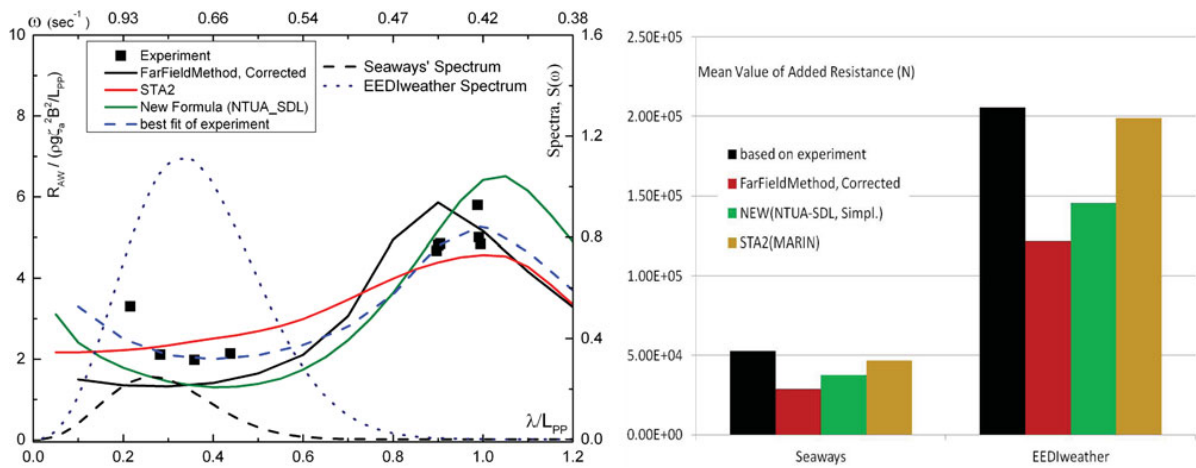 ω (sec⁻¹) 0.93 0.66 0.54 0.47 0.42 0.38
10
8
6
4
2
0
R_AW / (ρgζ_a²B²/L_PP)
Experiment
FarFieldMethod, Corrected
STA2
New Formula (NTUA_SDL)
best fit of experiment
Seaways' Spectrum
EEDIweather Spectrum
1.6
1.2
0.8
0.4
0.0
Spectra, S(ω)
λ/L_PP
0.0 0.2 0.4 0.6 0.8 1.0 1.2
2.50E+05
2.00E+05
1.50E+05
1.00E+05
5.00E+04
0.00E+00
Mean Value of Added Resistance (N)
based on experiment
FarFieldMethod, Corrected
NEW(NTUA-SDL, Simpl.)
STA2(MARIN)
Seaways EEDIweather